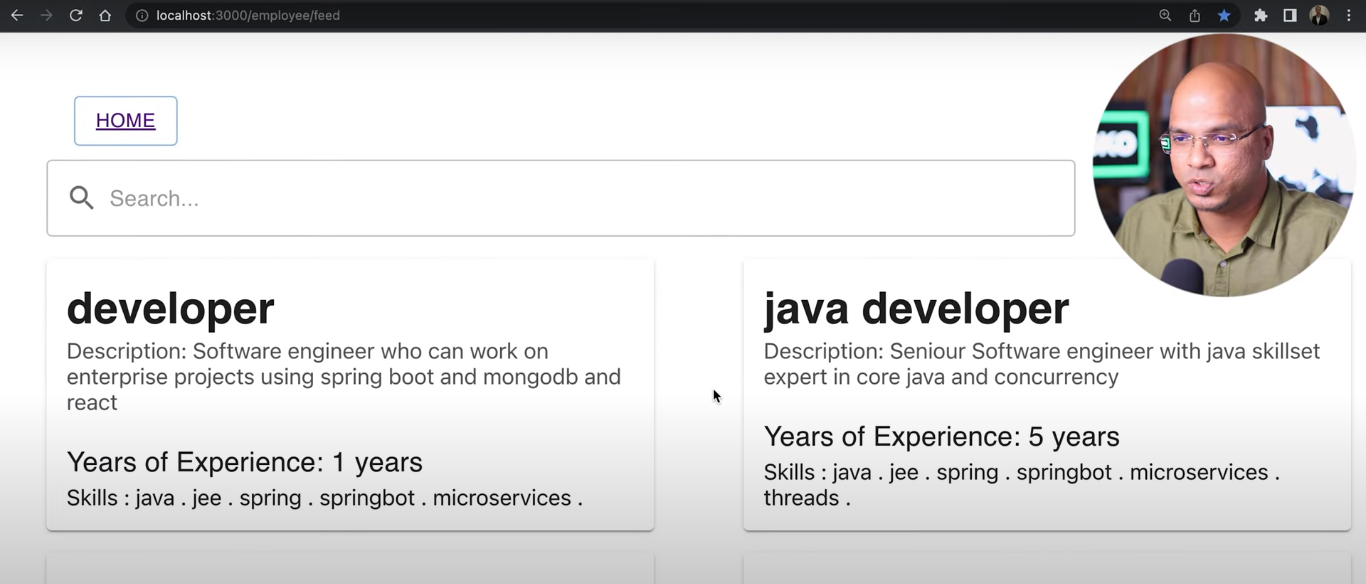 localhost:3000/employee/feed
HOME
Search...
developer
Description: Software engineer who can work on
enterprise projects using spring boot and mongodb and
react
Years of Experience: 1 years
Skills : java . jee . spring . springbot . microservices .
java developer
Description: Seniour Software engineer with java skillset
expert in core java and concurrency
Years of Experience: 5 years
Skills : java . jee . spring . springbot . microservices .
threads .